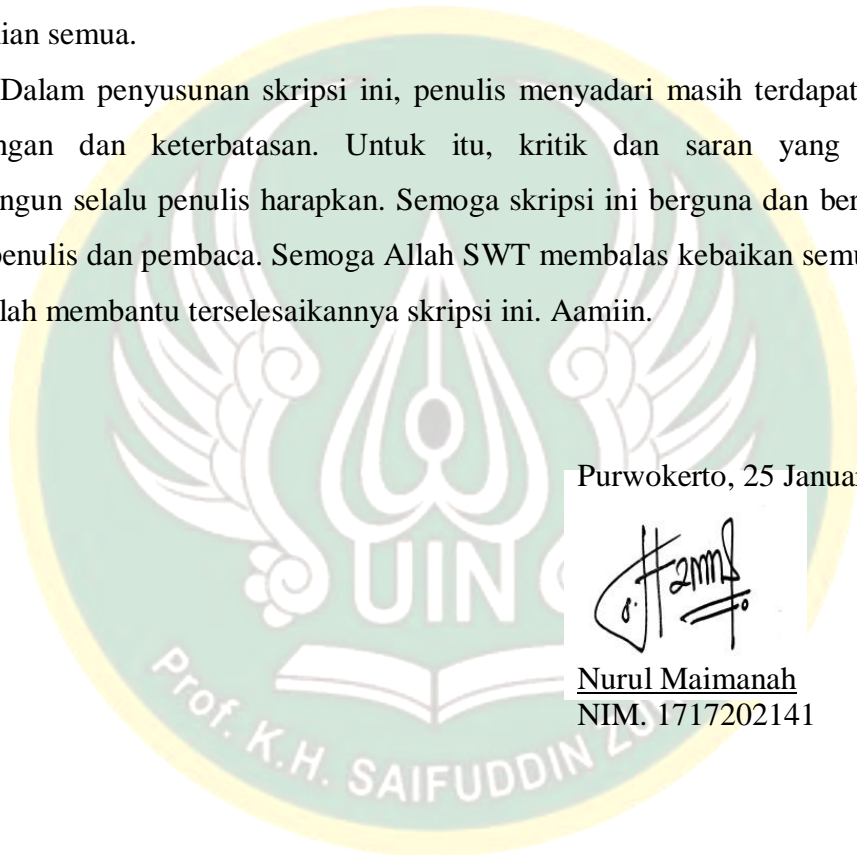 ian semua.
Dalam penyusunan skripsi ini, penulis menyadari masih terdapat
ngan dan keterbatasan. Untuk itu, kritik dan saran yang
ngun selalu penulis harapkan. Semoga skripsi ini berguna dan ber
penulis dan pembaca. Semoga Allah SWT membalas kebaikan semu
lah membantu terselesaikannya skripsi ini. Aamiin.
Purwokerto, 25 Januar
UIN
Nurul Maimanah
NIM. 1717202141
Prof. K.H. SAIFUDDIN ZU